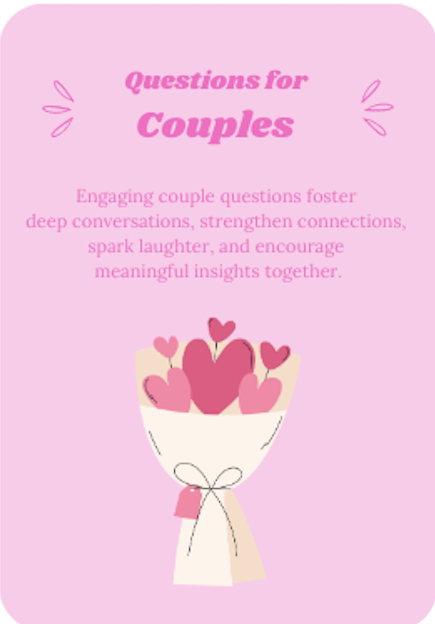 Questions for
Couples
Engaging couple questions foster
deep conversations, strengthen connections,
spark laughter, and encourage
meaningful insights together.